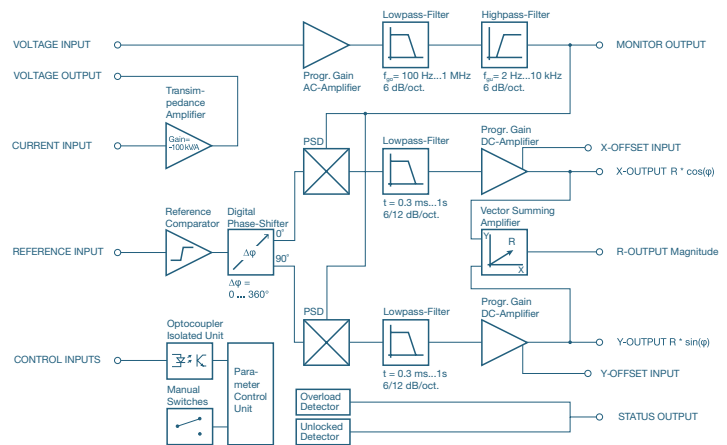 VOLTAGE INPUT
Progr. Gain
AC-Amplifier
Lowpass-Filter
fgo= 100 Hz...1 MHz
6 dB/oct.
Highpass-Filter
fgu= 2 Hz...10 kHz
6 dB/oct.
MONITOR OUTPUT
VOLTAGE OUTPUT
Transim-
pedance
Amplifier
Gain=
-100kV/A
CURRENT INPUT
PSD
Lowpass-Filter
t = 0.3 ms...1s
6/12 dB/oct.
Progr. Gain
DC-Amplifier
X-OFFSET INPUT
X-OUTPUT R * cos(φ)
REFERENCE INPUT
Reference
Comparator
Digital
Phase-Shifter
0°
Δφ
90°
Δφ =
0 ... 360°
Vector Summing
Amplifier
Y
R
X
R-OUTPUT Magnitude
PSD
Lowpass-Filter
t = 0.3 ms...1s
6/12 dB/oct.
Progr. Gain
DC-Amplifier
Y-OUTPUT R * sin(φ)
Y-OFFSET INPUT
CONTROL INPUTS
Optocoupler
Isolated Unit
Manual
Switches
Para-
meter
Control
Unit
Overload
Detector
Unlocked
Detector
STATUS OUTPUT